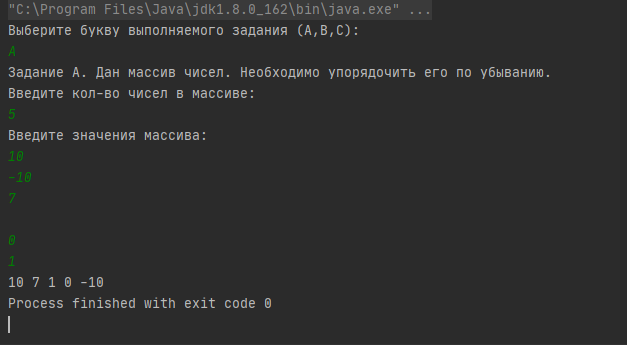 "C:\Program Files\Java\jdk1.8.0_162\bin\java.exe" ...
Выберите букву выполняемого задания (A,B,C):
A
Задание A. Дан массив чисел. Необходимо упорядочить его по убыванию.
Введите кол-во чисел в массиве:
5
Введите значения массива:
10
-10
7
0
1
10 7 1 0 -10
Process finished with exit code 0